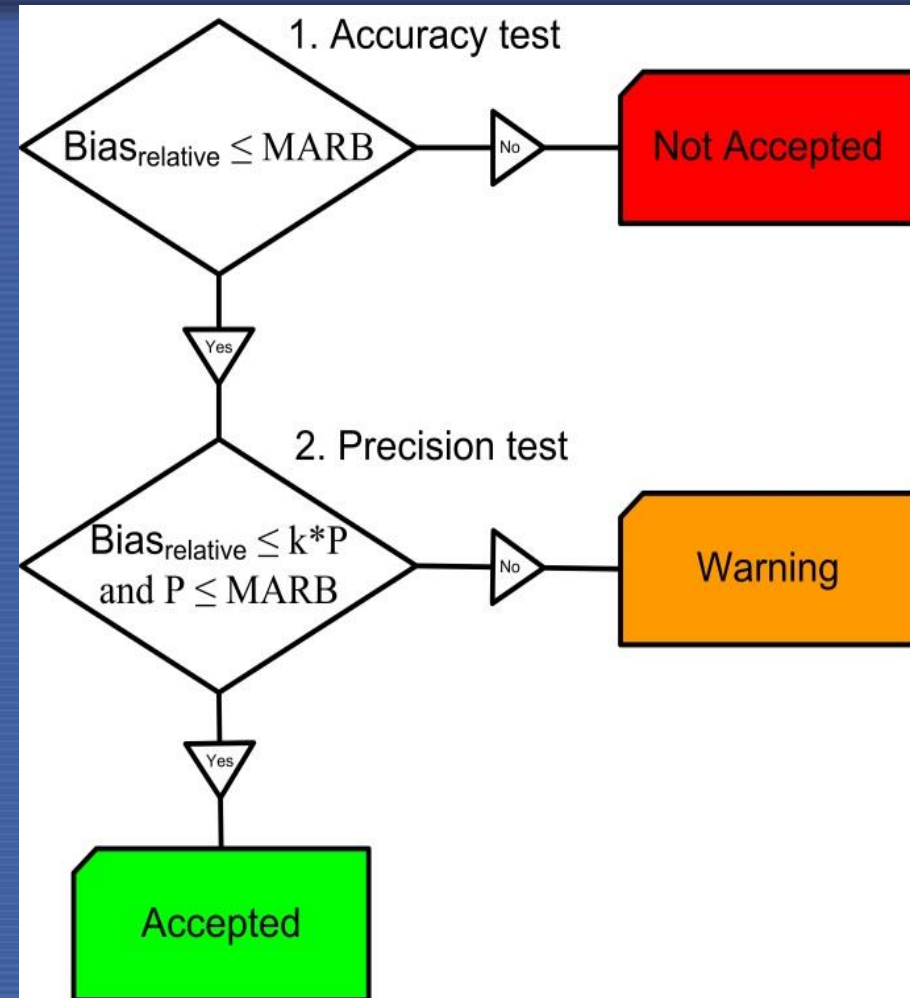 1. Accuracy test
Biasrelative ≤ MARB
No
Not Accepted
Yes
2. Precision test
Biasrelative ≤ k*P
and P ≤ MARB
No
Warning
Yes
Accepted